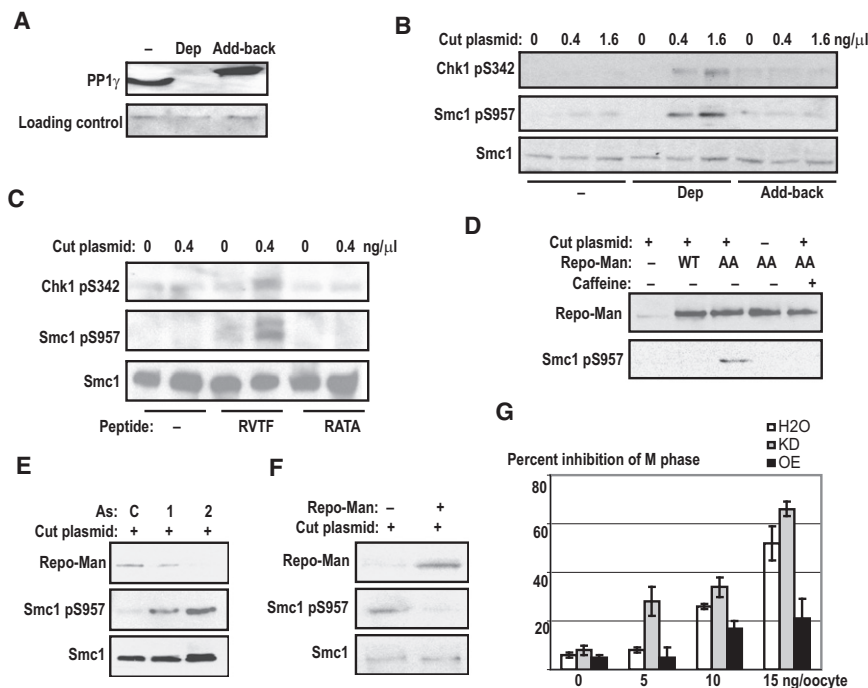 A
– Dep Add-back
PP1γ
Loading control
B
Cut plasmid: 0 0.4 1.6 0 0.4 1.6 0 0.4 1.6 ng/μl
Chk1 pS342
Smc1 pS957
Smc1
– Dep Add-back
C
Cut plasmid: 0 0.4 0 0.4 0 0.4 ng/μl
Chk1 pS342
Smc1 pS957
Smc1
Peptide: – RVTF RATA
D
Cut plasmid: + + + – +
Repo-Man: – WT AA AA AA
Caffeine: – – – – +
Repo-Man
Smc1 pS957
E
As: C 1 2
Cut plasmid: + + +
Repo-Man
Smc1 pS957
Smc1
F
Repo-Man: – +
Cut plasmid: + +
Repo-Man
Smc1 pS957
Smc1
G
H2O
KD
OE
Percent inhibition of M phase
80
60
40
20
0 5 10 15 ng/oocyte